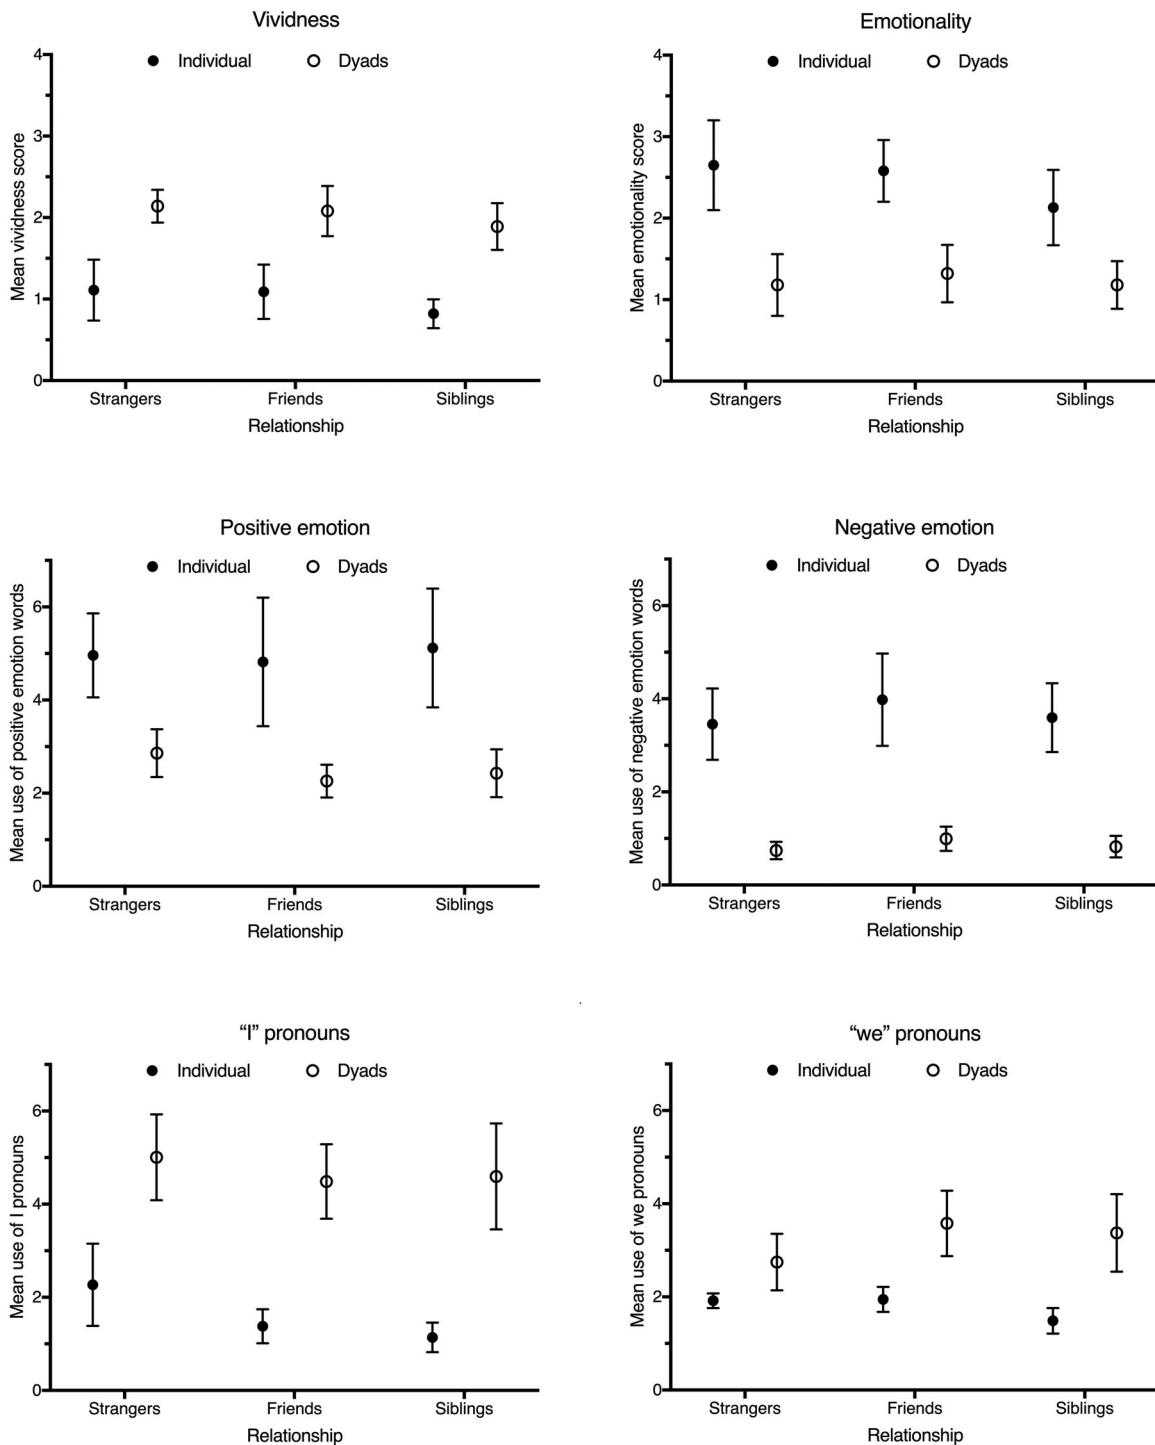 Vividness
Individual
Dyads
Mean vividness score
4
3
2
1
0
Strangers
Friends
Siblings
Relationship
Emotionality
Individual
Dyads
Mean emotionality score
4
3
2
1
0
Strangers
Friends
Siblings
Relationship
Positive emotion
Individual
Dyads
Mean use of positive emotion words
6
4
2
0
Strangers
Friends
Siblings
Relationship
Negative emotion
Individual
Dyads
Mean use of negative emotion words
6
4
2
0
Strangers
Friends
Siblings
Relationship
“I” pronouns
Individual
Dyads
Mean use of I pronouns
6
4
2
0
Strangers
Friends
Siblings
Relationship
“we” pronouns
Individual
Dyads
Mean use of we pronouns
6
4
2
0
Strangers
Friends
Siblings
Relationship